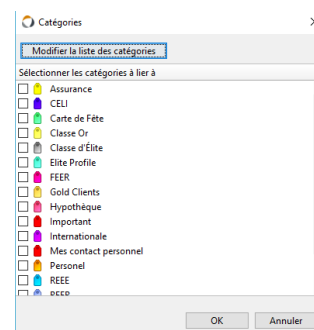 Catégories
Modifier la liste des catégories
Sélectionner les catégories à lier à
Assurance
CELI
Carte de Fête
Classe Or
Classe d'Élite
Elite Profile
FEER
Gold Clients
Hypothèque
Important
Internationale
Mes contact personnel
Personel
REEE
OK Annuler